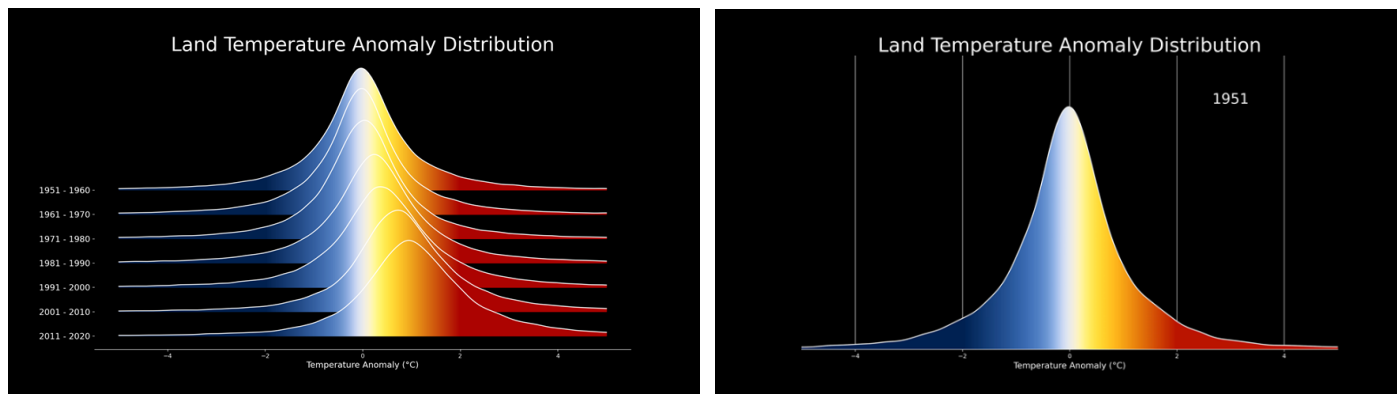 Land Temperature Anomaly Distribution
1951 - 1960
1961 - 1970
1971 - 1980
1981 - 1990
1991 - 2000
2001 - 2010
2011 - 2020
−4 −2 0 2 4
Temperature Anomaly (°C)
Land Temperature Anomaly Distribution
1951
−4 −2 0 2 4
Temperature Anomaly (°C)